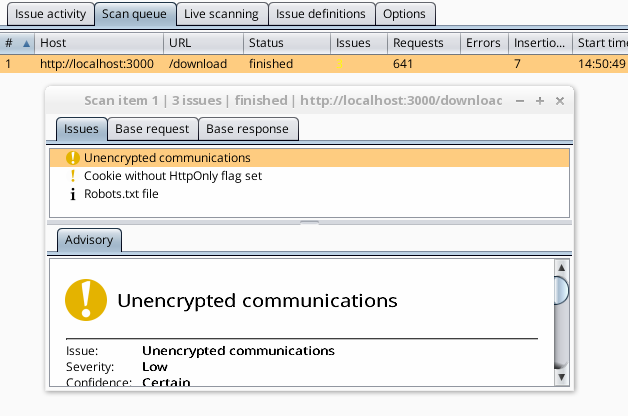 Issue activity Scan queue Live scanning Issue definitions Options
# Host URL Status Issues Requests Errors Insertio... Start time
1 http://localhost:3000 /download finished 3 641 7 14:50:49
Scan item 1 | 3 issues | finished | http://localhost:3000/download
Issues Base request Base response
Unencrypted communications
Cookie without HttpOnly flag set
Robots.txt file
Advisory
Unencrypted communications
Issue: Unencrypted communications
Severity: Low
Confidence: Certain